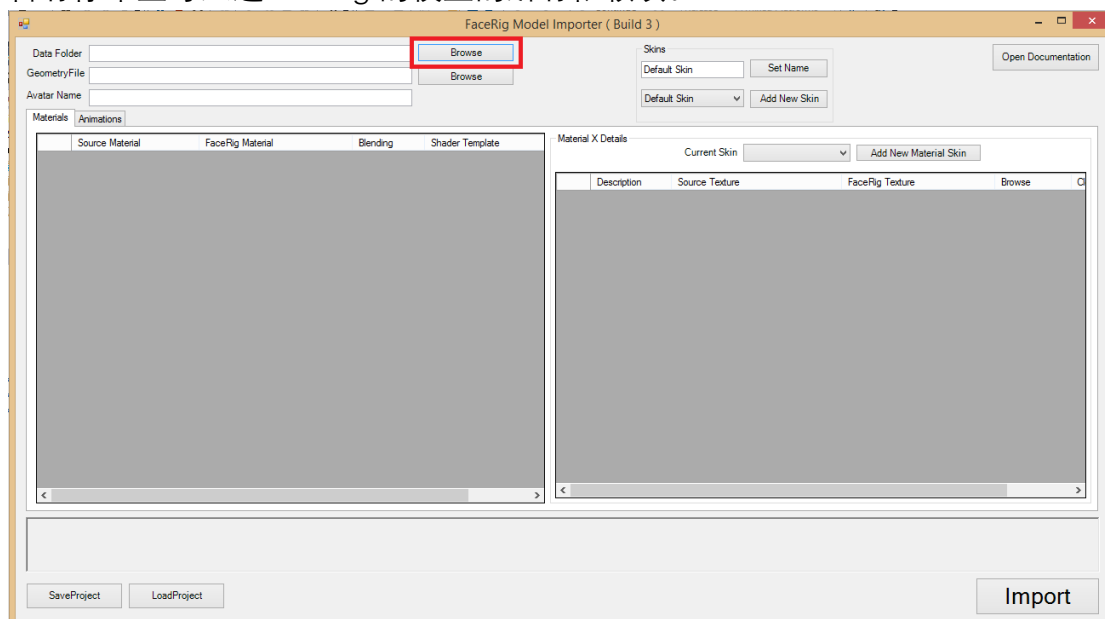 FaceRig Model Importer ( Build 3 )
Data Folder
Browse
GeometryFile
Browse
Avatar Name
Skins
Default Skin
Set Name
Default Skin
Add New Skin
Open Documentation
Materials
Animations
Source Material
FaceRig Material
Blending
Shader Template
Material X Details
Current Skin
Add New Material Skin
Description
Source Texture
FaceRig Texture
Browse
SaveProject
LoadProject
Import